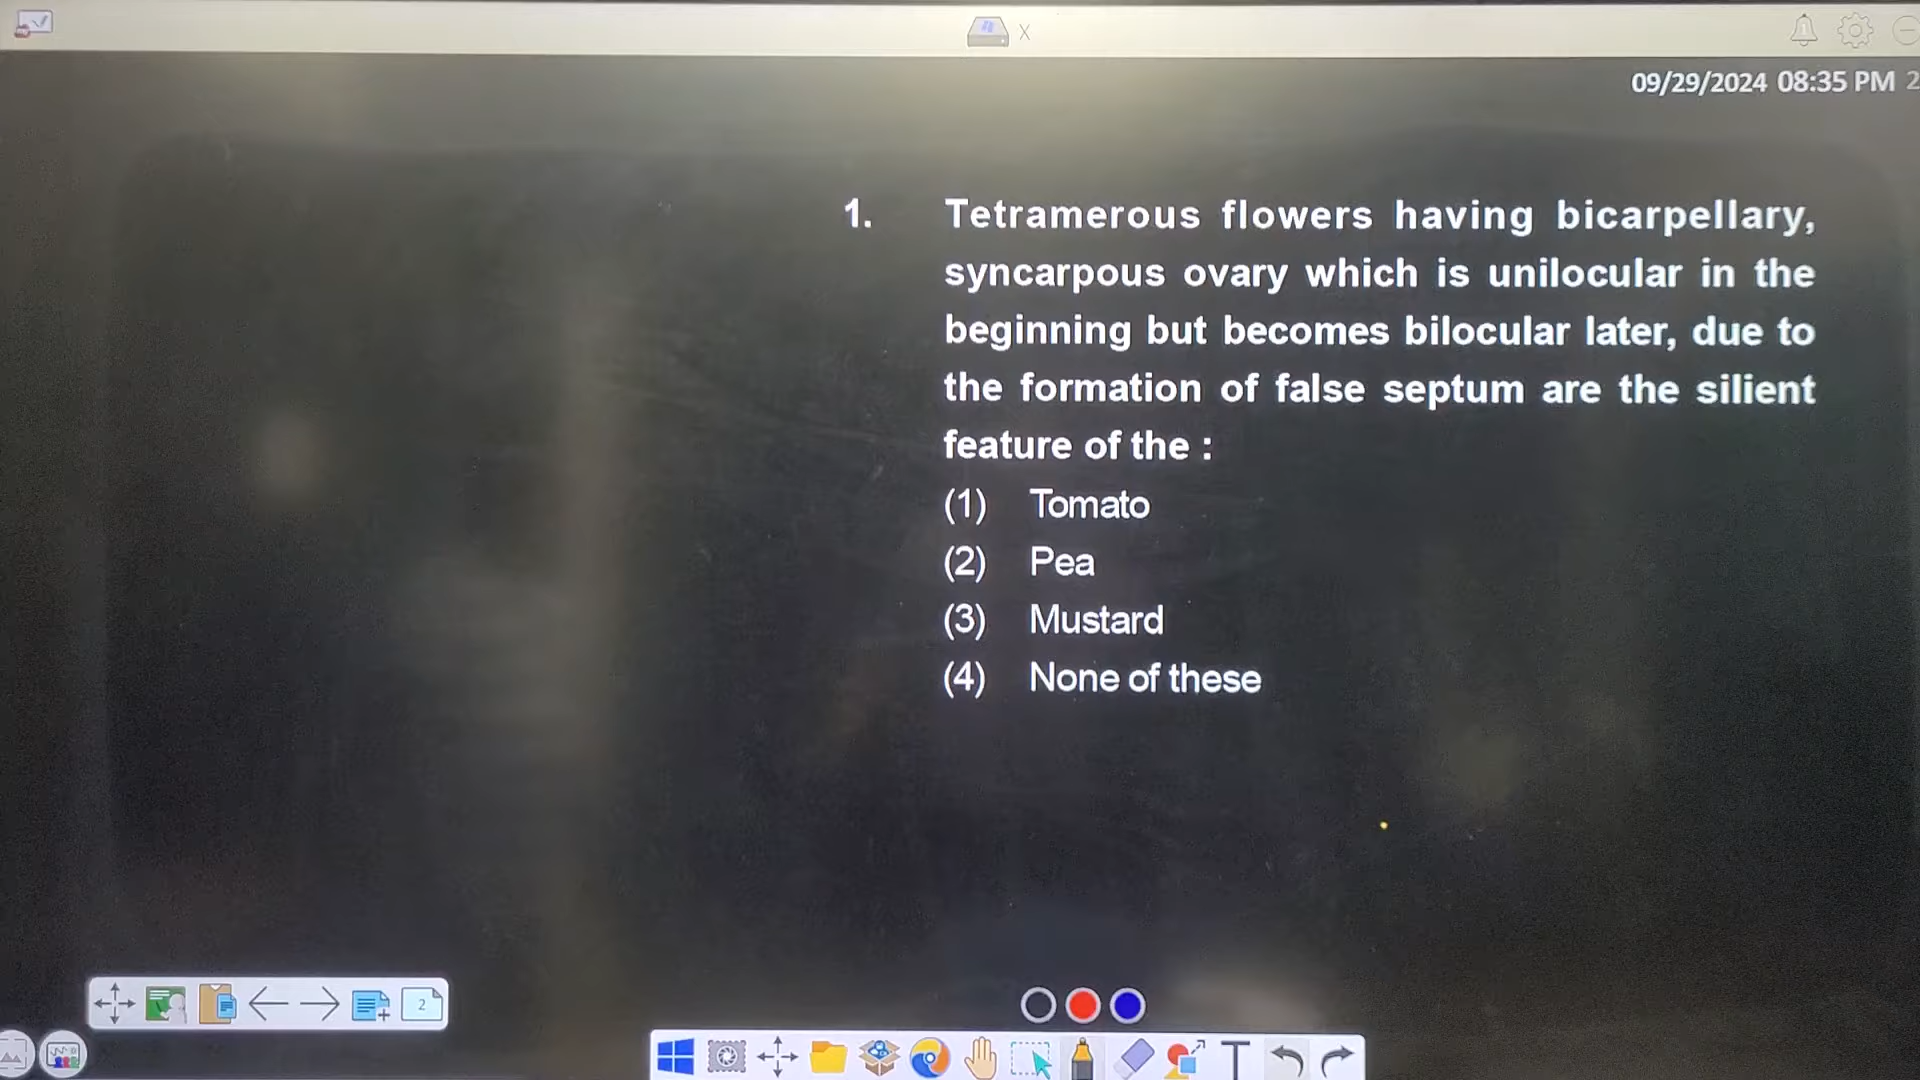 X
09/29/2024 08:35 PM 2
1. Tetramerous flowers having bicarpellary,
syncarpous ovary which is unilocular in the
beginning but becomes bilocular later, due to
the formation of false septum are the silient
feature of the :
(1) Tomato
(2) Pea
(3) Mustard
(4) None of these
2
T